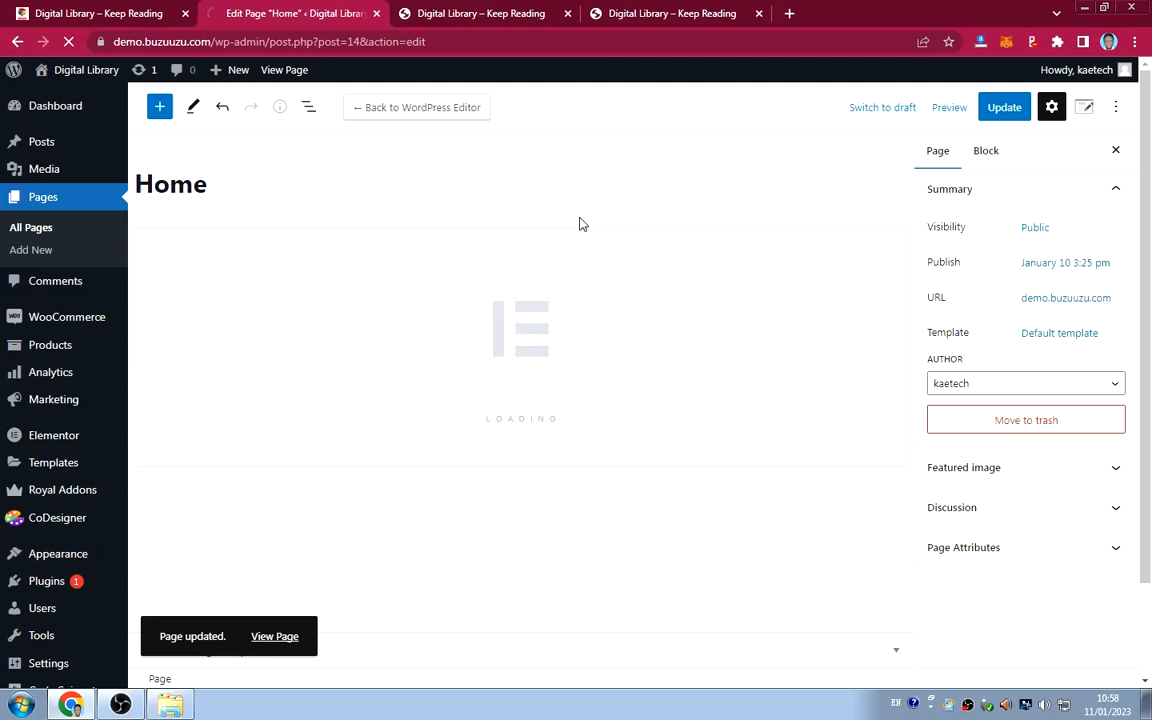 Digital Library – Keep Reading
Edit Page “Home” ‹ Digital Librar
Digital Library – Keep Reading
Digital Library – Keep Reading
demo.buzuuzu.com/wp-admin/post.php?post=14&action=edit
Digital Library
1
0
New
View Page
Howdy, kaetech
Dashboard
Posts
Media
Pages
All Pages
Add New
Comments
WooCommerce
Products
Analytics
Marketing
Elementor
Templates
Royal Addons
CoDesigner
Appearance
Plugins 1
Users
Tools
Settings
← Back to WordPress Editor
Switch to draft
Preview
Update
Home
LOADING
Page updated.
View Page
Page
Page
Block
Summary
Visibility
Public
Publish
January 10 3:25 pm
URL
demo.buzuuzu.com
Template
Default template
AUTHOR
kaetech
Move to trash
Featured image
Discussion
Page Attributes
EN
10:58
11/01/2023